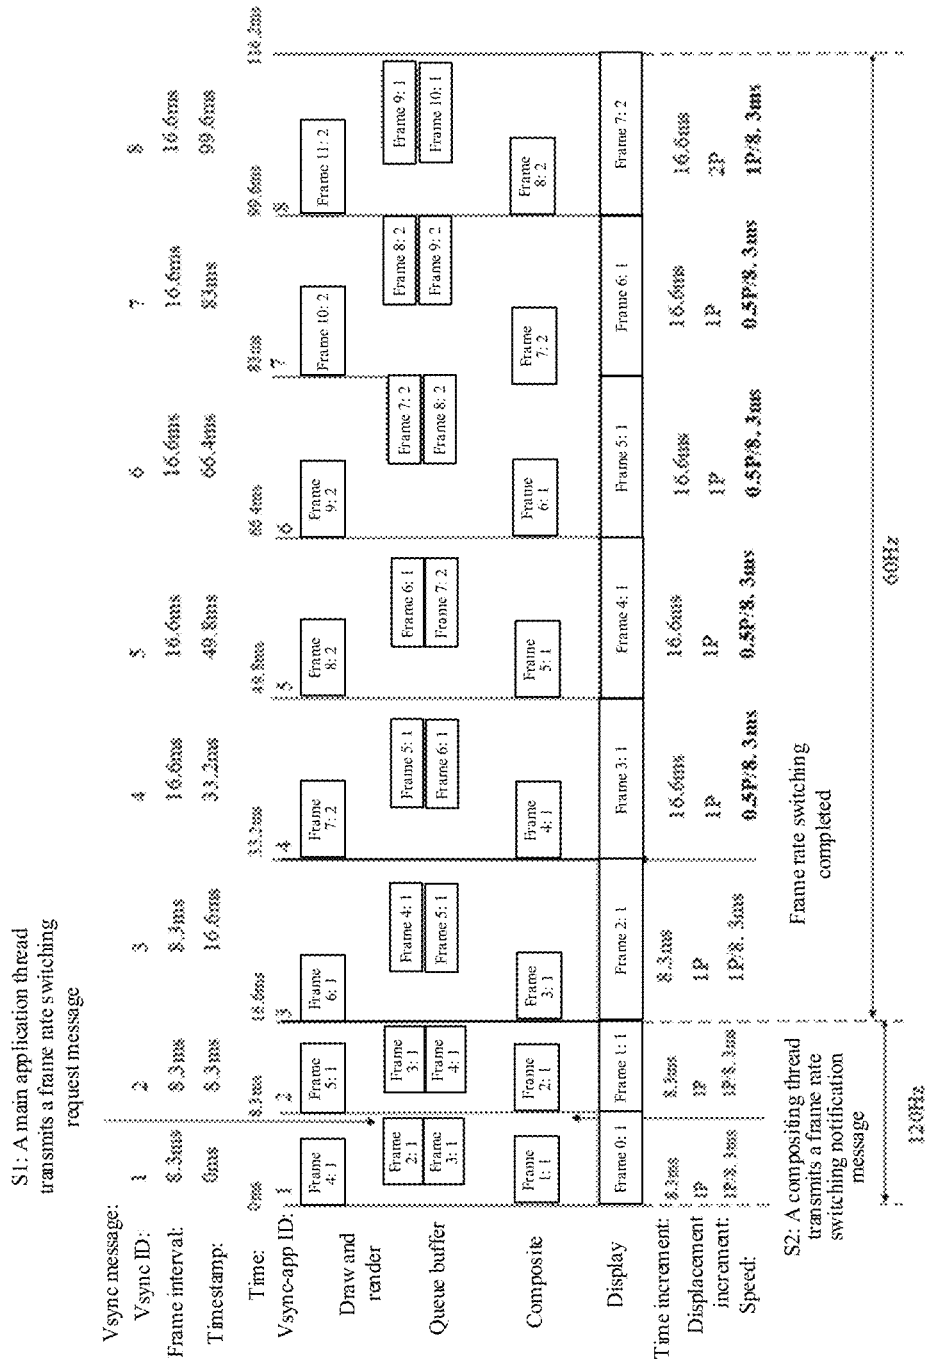 S1: A main application thread
transmits a frame rate switching
request message
Vsync message:
Vsync ID: 1 2 3 4 5 6 7 8
Frame interval: 8.3ms 8.3ms 8.3ms 16.6ms 16.6ms 16.6ms 16.6ms 16.6ms
Timestamp: 0ms 8.3ms 16.6ms 33.2ms 49.8ms 66.4ms 83ms 99.6ms
Time: 0ms 8.3ms 16.6ms 33.2ms 49.8ms 66.4ms 83ms 99.6ms 116.2ms
Vsync-app ID: 1 2 3 4 5 6 7 8
Draw and
render
Frame 4: 1
Frame 5: 1
Frame 6: 1
Frame 7: 2
Frame 8: 2
Frame 9: 2
Frame 10: 2
Frame 11: 2
Queue buffer
Frame 2: 1
Frame 3: 1
Frame 3: 1
Frame 4: 1
Frame 4: 1
Frame 5: 1
Frame 5: 1
Frame 6: 1
Frame 6: 1
Frame 7: 2
Frame 7: 2
Frame 8: 2
Frame 8: 2
Frame 9: 2
Frame 9: 1
Frame 10: 1
Composite
Frame 1: 1
Frame 2: 1
Frame 3: 1
Frame 4: 1
Frame 5: 1
Frame 6: 1
Frame 7: 2
Frame 8: 2
Display
Frame 0: 1
Frame 1: 1
Frame 2: 1
Frame 3: 1
Frame 4: 1
Frame 5: 1
Frame 6: 1
Frame 7: 2
Time increment: 8.3ms 8.3ms 8.3ms 16.6ms 16.6ms 16.6ms 16.6ms 16.6ms
Displacement
increment: 1P 1P 1P 1P 1P 1P 1P 2P
Speed: 1P/8.3ms 1P/8.3ms 1P/8.3ms 0.5P/8.3ms 0.5P/8.3ms 0.5P/8.3ms 0.5P/8.3ms 1P/8.3ms
S2: A compositing thread
transmits a frame rate
switching notification
message
Frame rate switching
completed
120Hz
60Hz